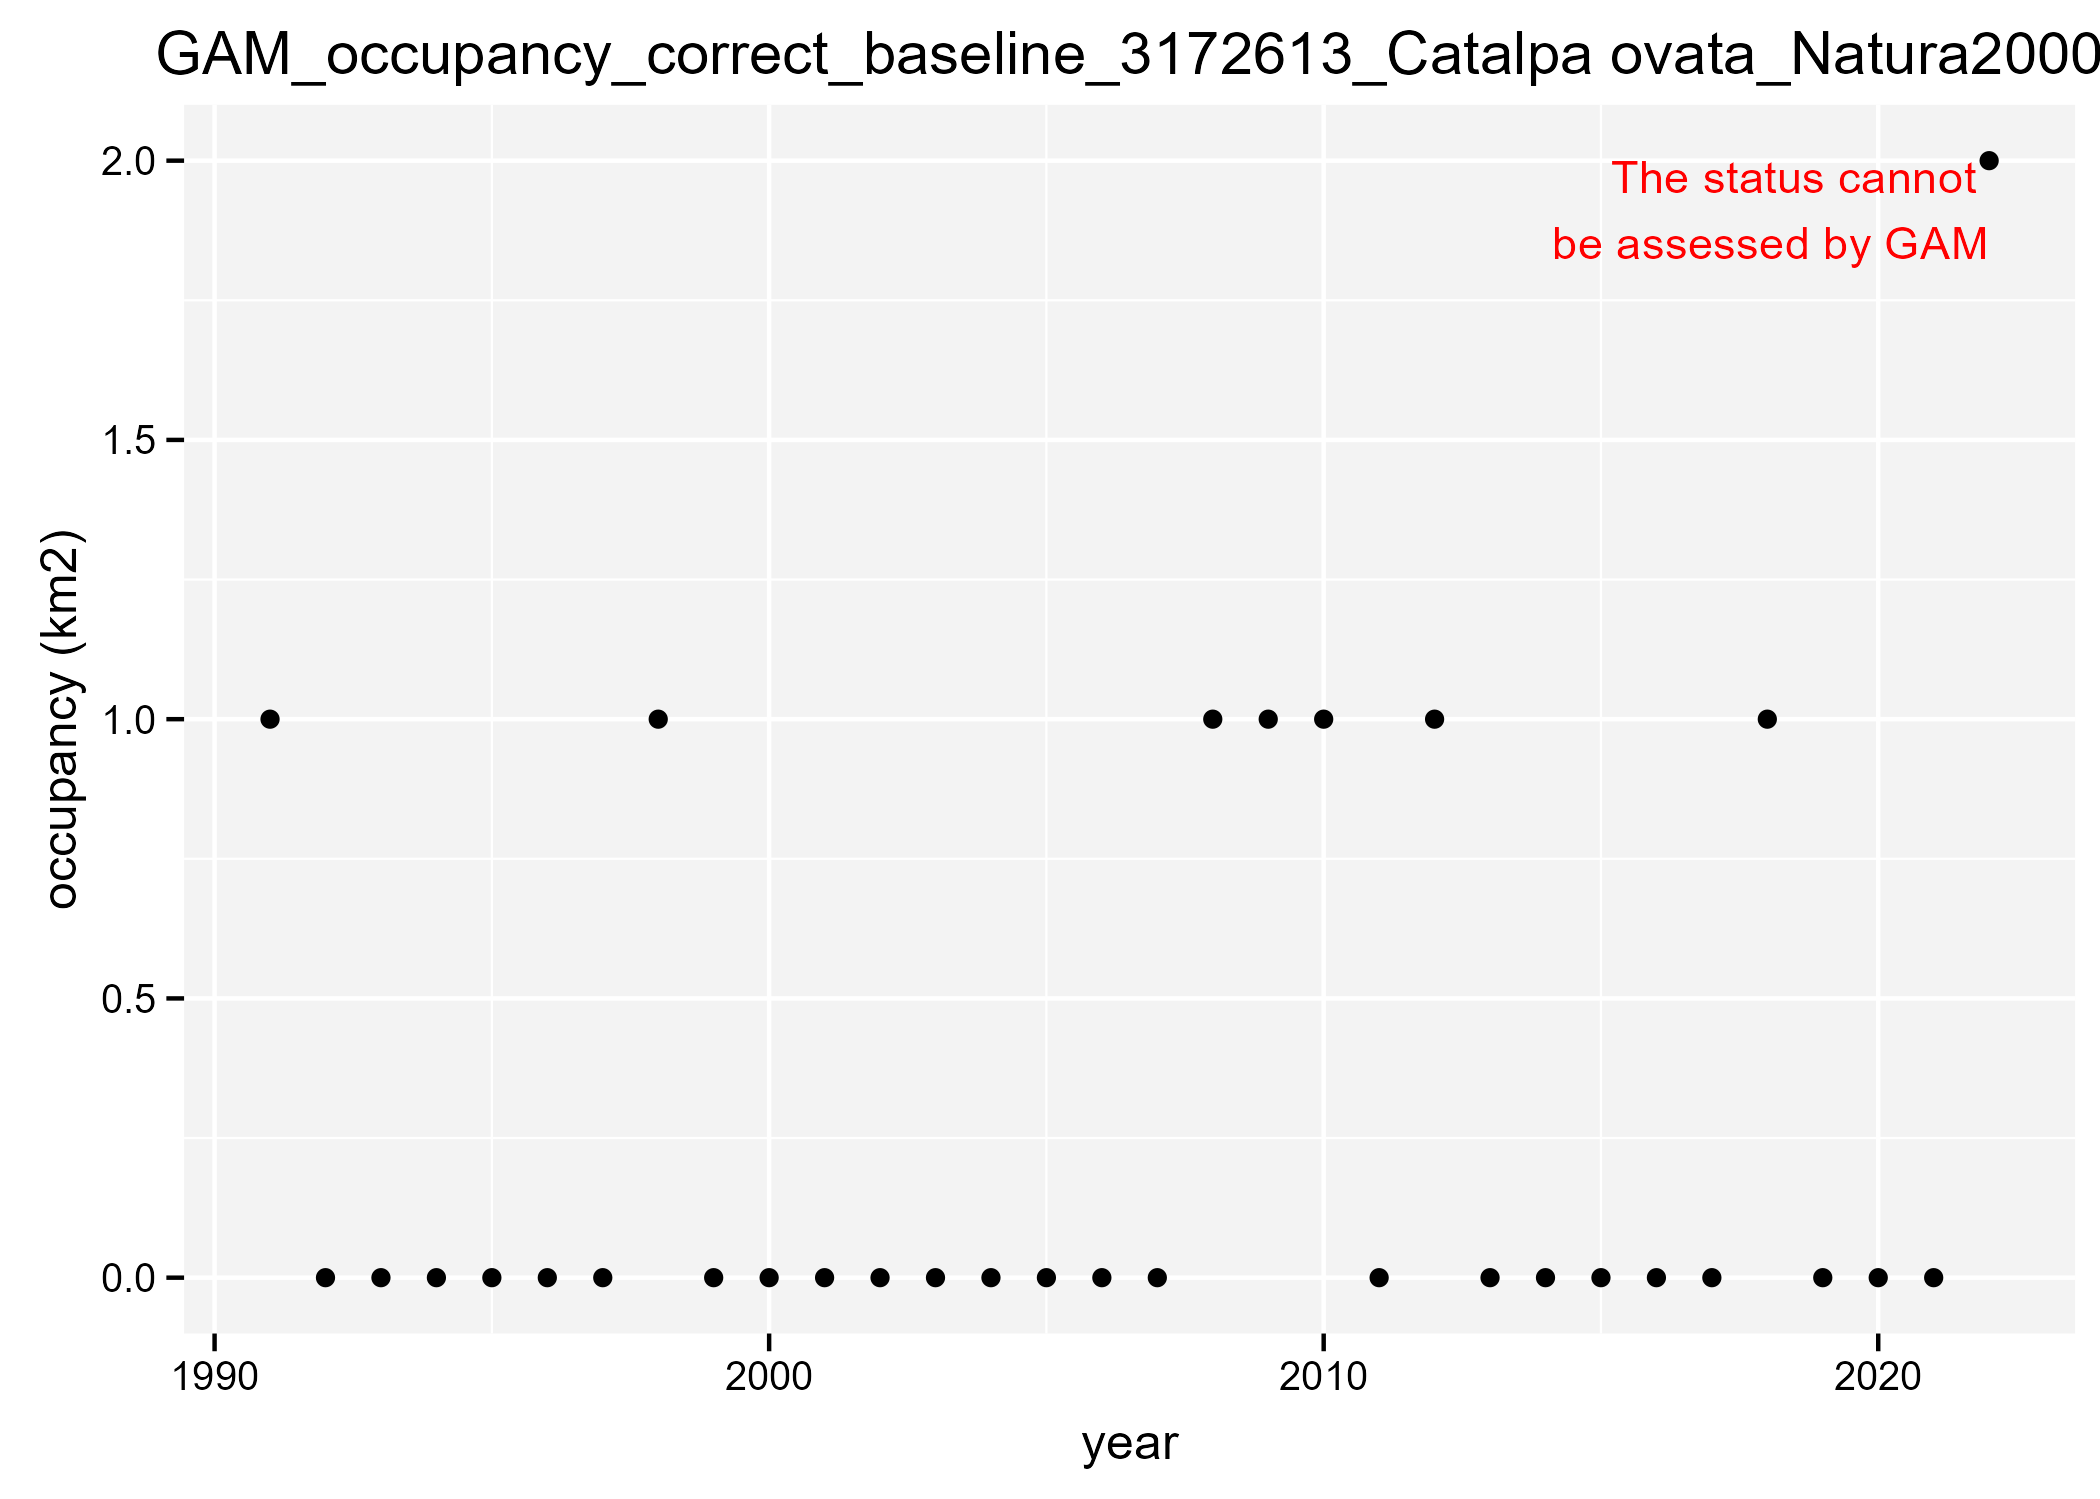 GAM_occupancy_correct_baseline_3172613_Catalpa ovata_Natura2000
2.0
The status cannot
be assessed by GAM
1.5
occupancy (km2)
1.0
0.5
0.0
1990 2000 2010 2020
year